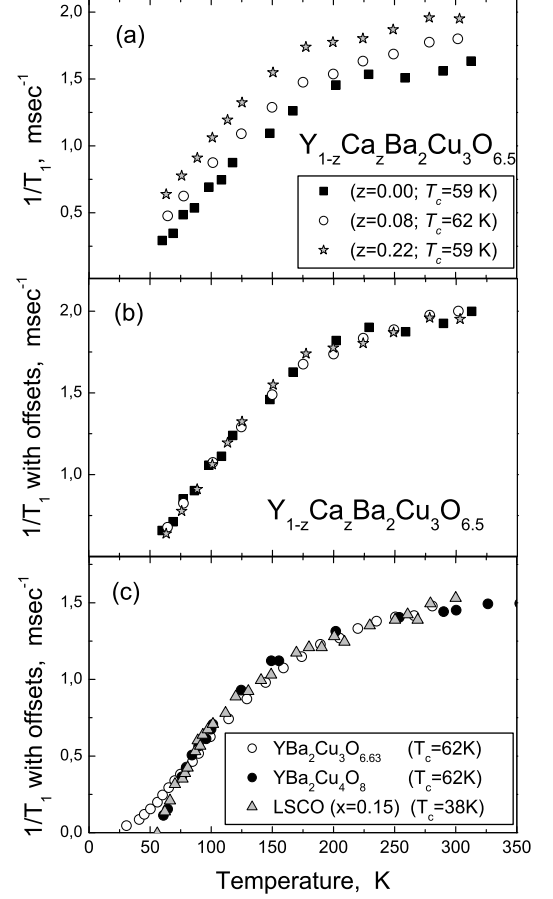 (a)
2,0
1,5
1,0
0,5
1/T₁, msec⁻¹
Y₁₋zCazBa₂Cu₃O₆.₅
(z=0.00; Tc=59 K)
(z=0.08; Tc=62 K)
(z=0.22; Tc=59 K)
(b)
2,0
1,5
1,0
1/T₁ with offsets, msec⁻¹
Y₁₋zCazBa₂Cu₃O₆.₅
(c)
1,5
1,0
0,5
0,0
1/T₁ with offsets, msec⁻¹
YBa₂Cu₃O₆.₆₃ (Tc=62K)
YBa₂Cu₄O₈ (Tc=62K)
LSCO (x=0.15) (Tc=38K)
0 50 100 150 200 250 300 350
Temperature, K